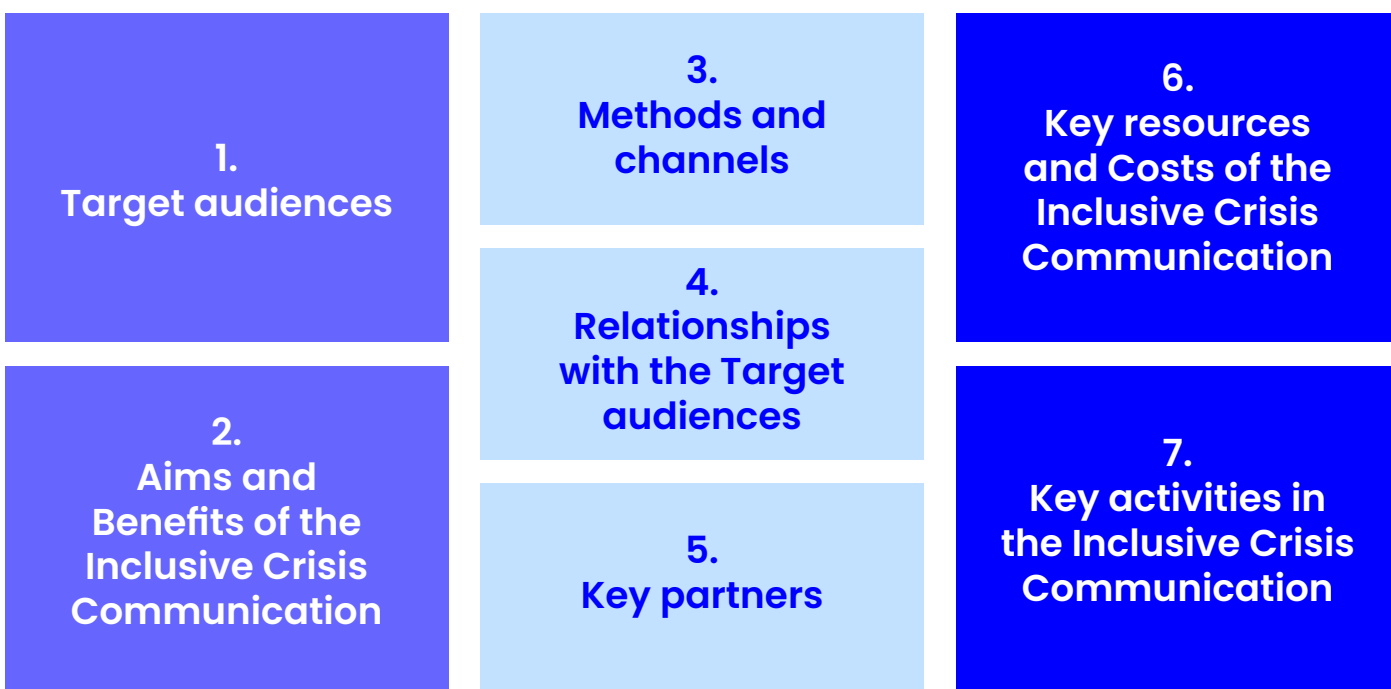 1.
Target audiences
2.
Aims and
Benefits of the
Inclusive Crisis
Communication
3.
Methods and
channels
4.
Relationships
with the Target
audiences
5.
Key partners
6.
Key resources
and Costs of the
Inclusive Crisis
Communication
7.
Key activities in
the Inclusive Crisis
Communication